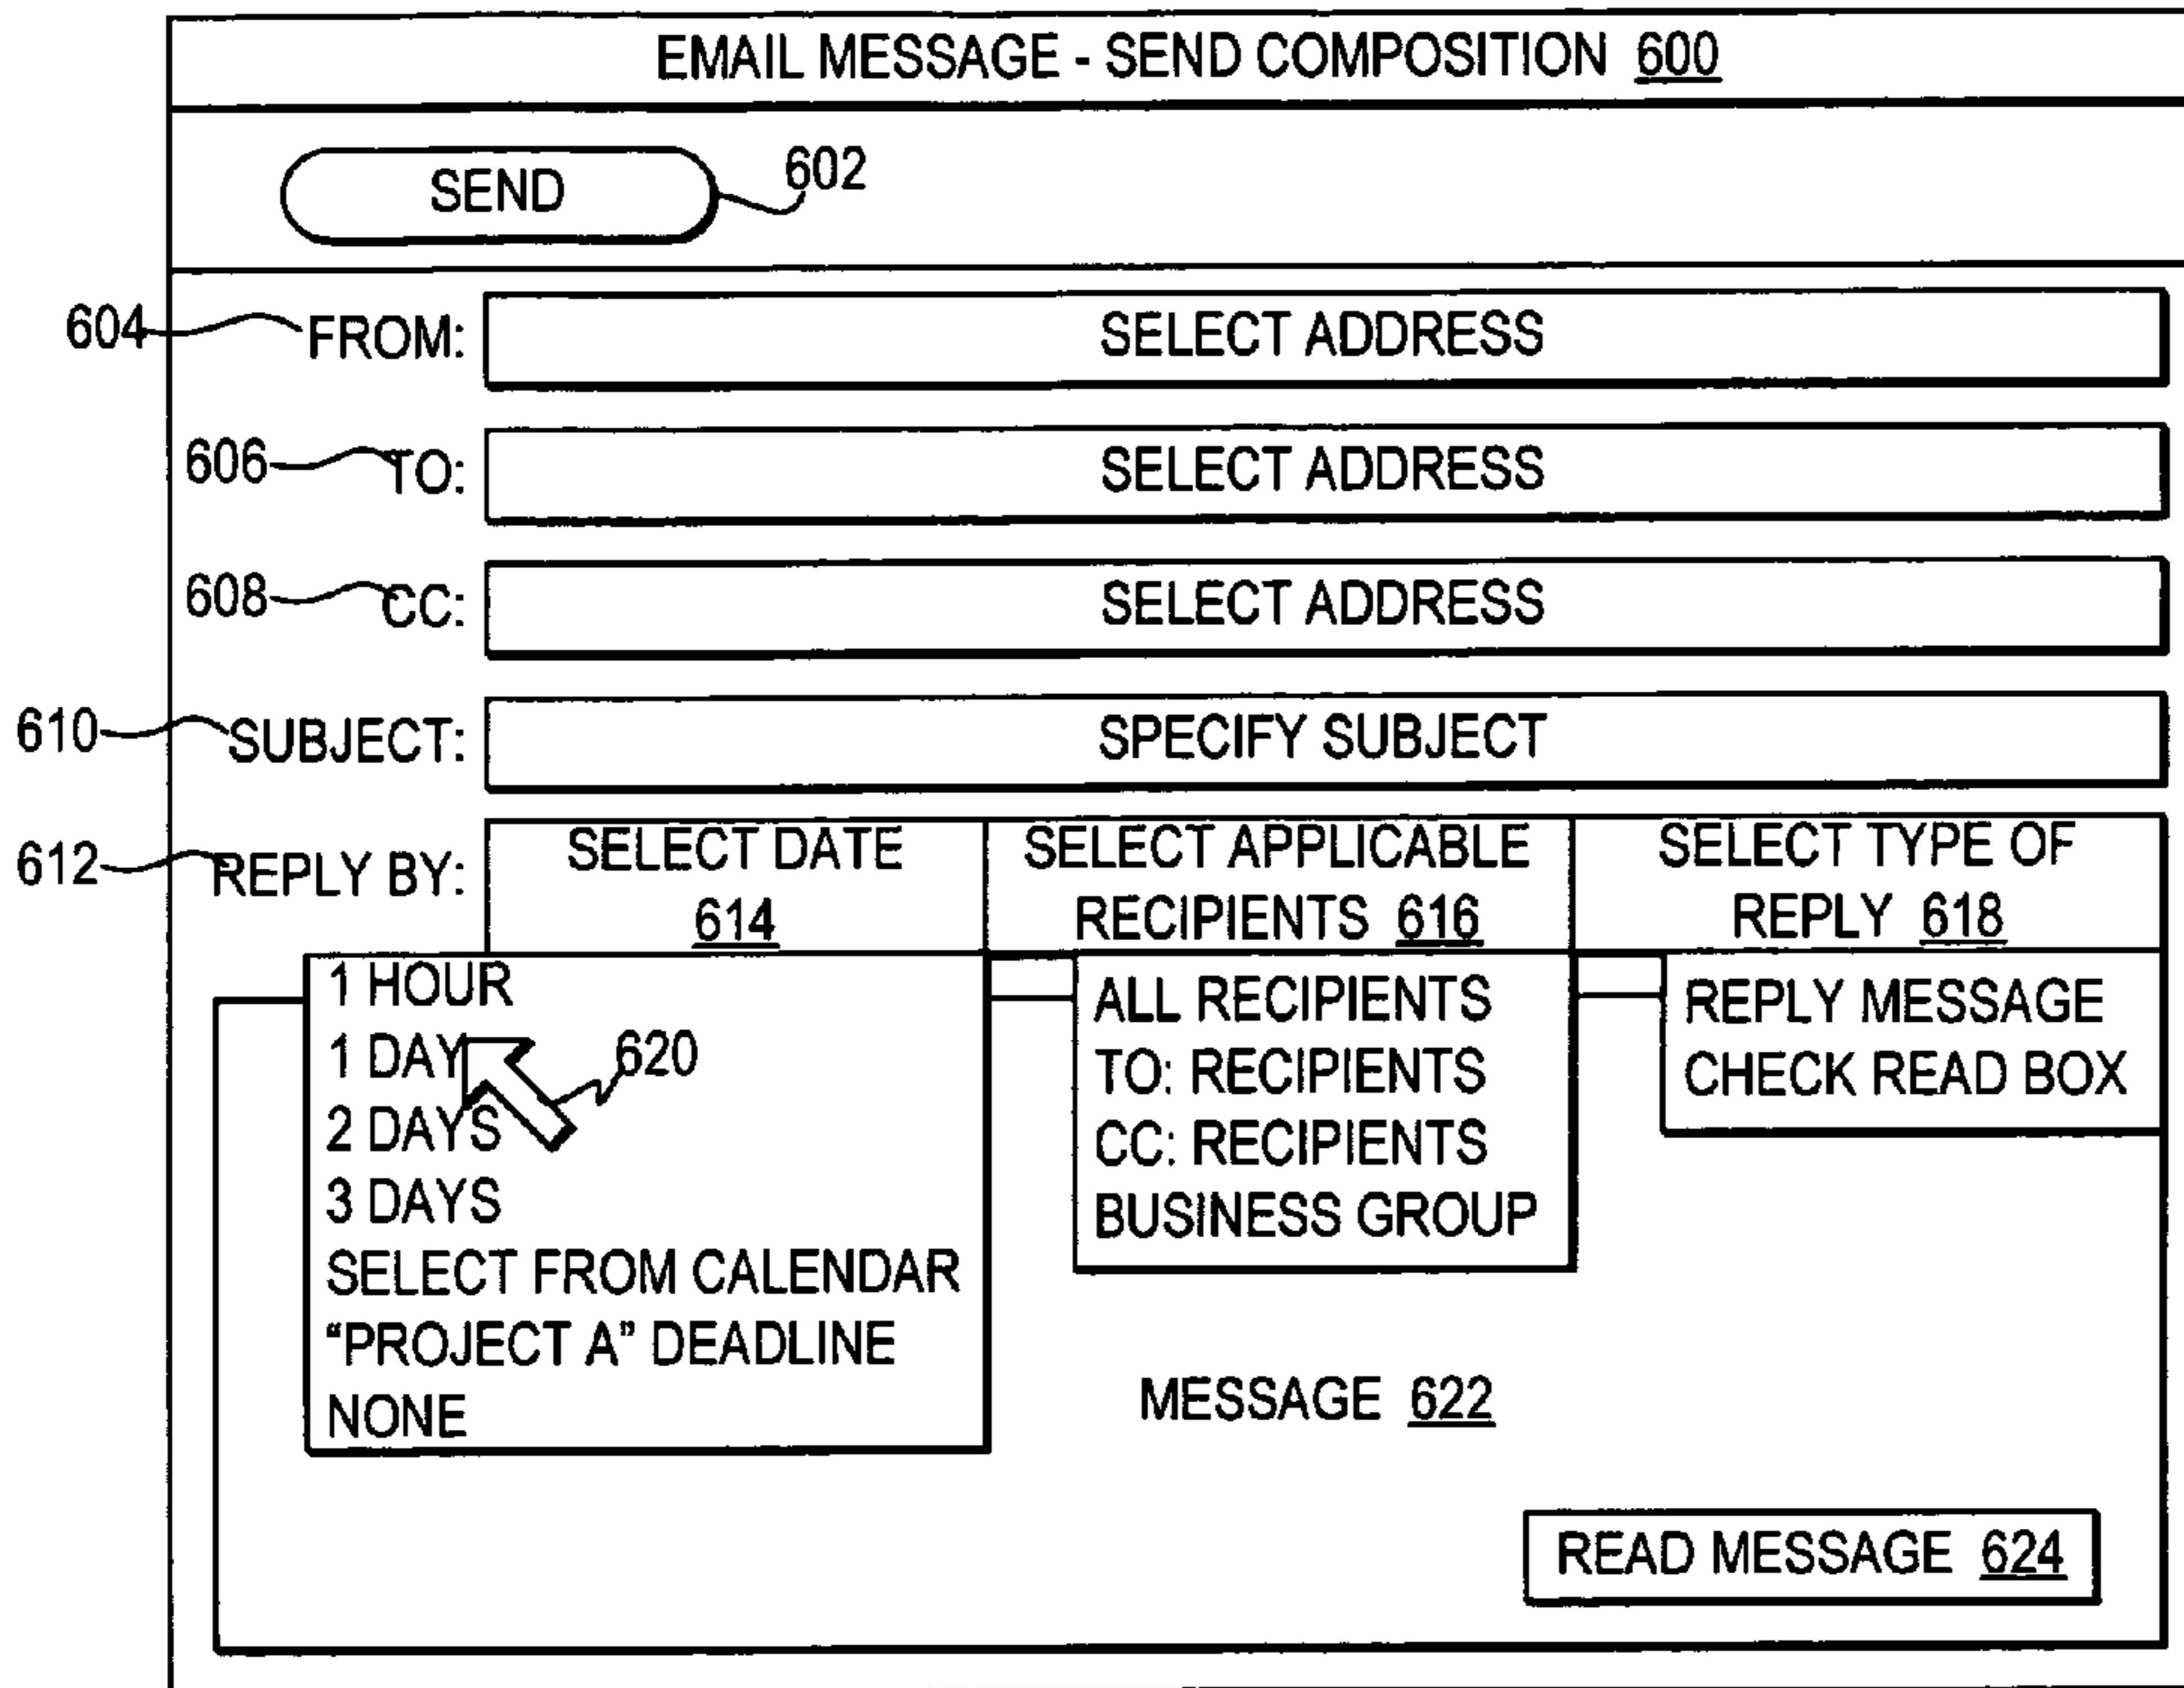 EMAIL MESSAGE - SEND COMPOSITION 600
SEND
602
604
FROM:
SELECT ADDRESS
606
TO:
SELECT ADDRESS
608
CC:
SELECT ADDRESS
610
SUBJECT:
SPECIFY SUBJECT
612
REPLY BY:
SELECT DATE
614
SELECT APPLICABLE
RECIPIENTS 616
SELECT TYPE OF
REPLY 618
1 HOUR
1 DAY
620
2 DAYS
3 DAYS
SELECT FROM CALENDAR
“PROJECT A” DEADLINE
NONE
ALL RECIPIENTS
TO: RECIPIENTS
CC: RECIPIENTS
BUSINESS GROUP
REPLY MESSAGE
CHECK READ BOX
MESSAGE 622
READ MESSAGE 624